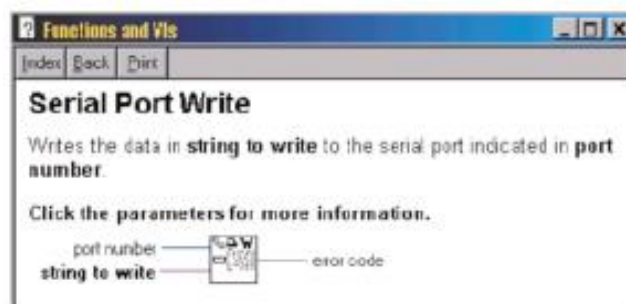 Functions and VIs
Index Back Print
Serial Port Write
Writes the data in string to write to the serial port indicated in port
number.
Click the parameters for more information.
port number
string to write
error code